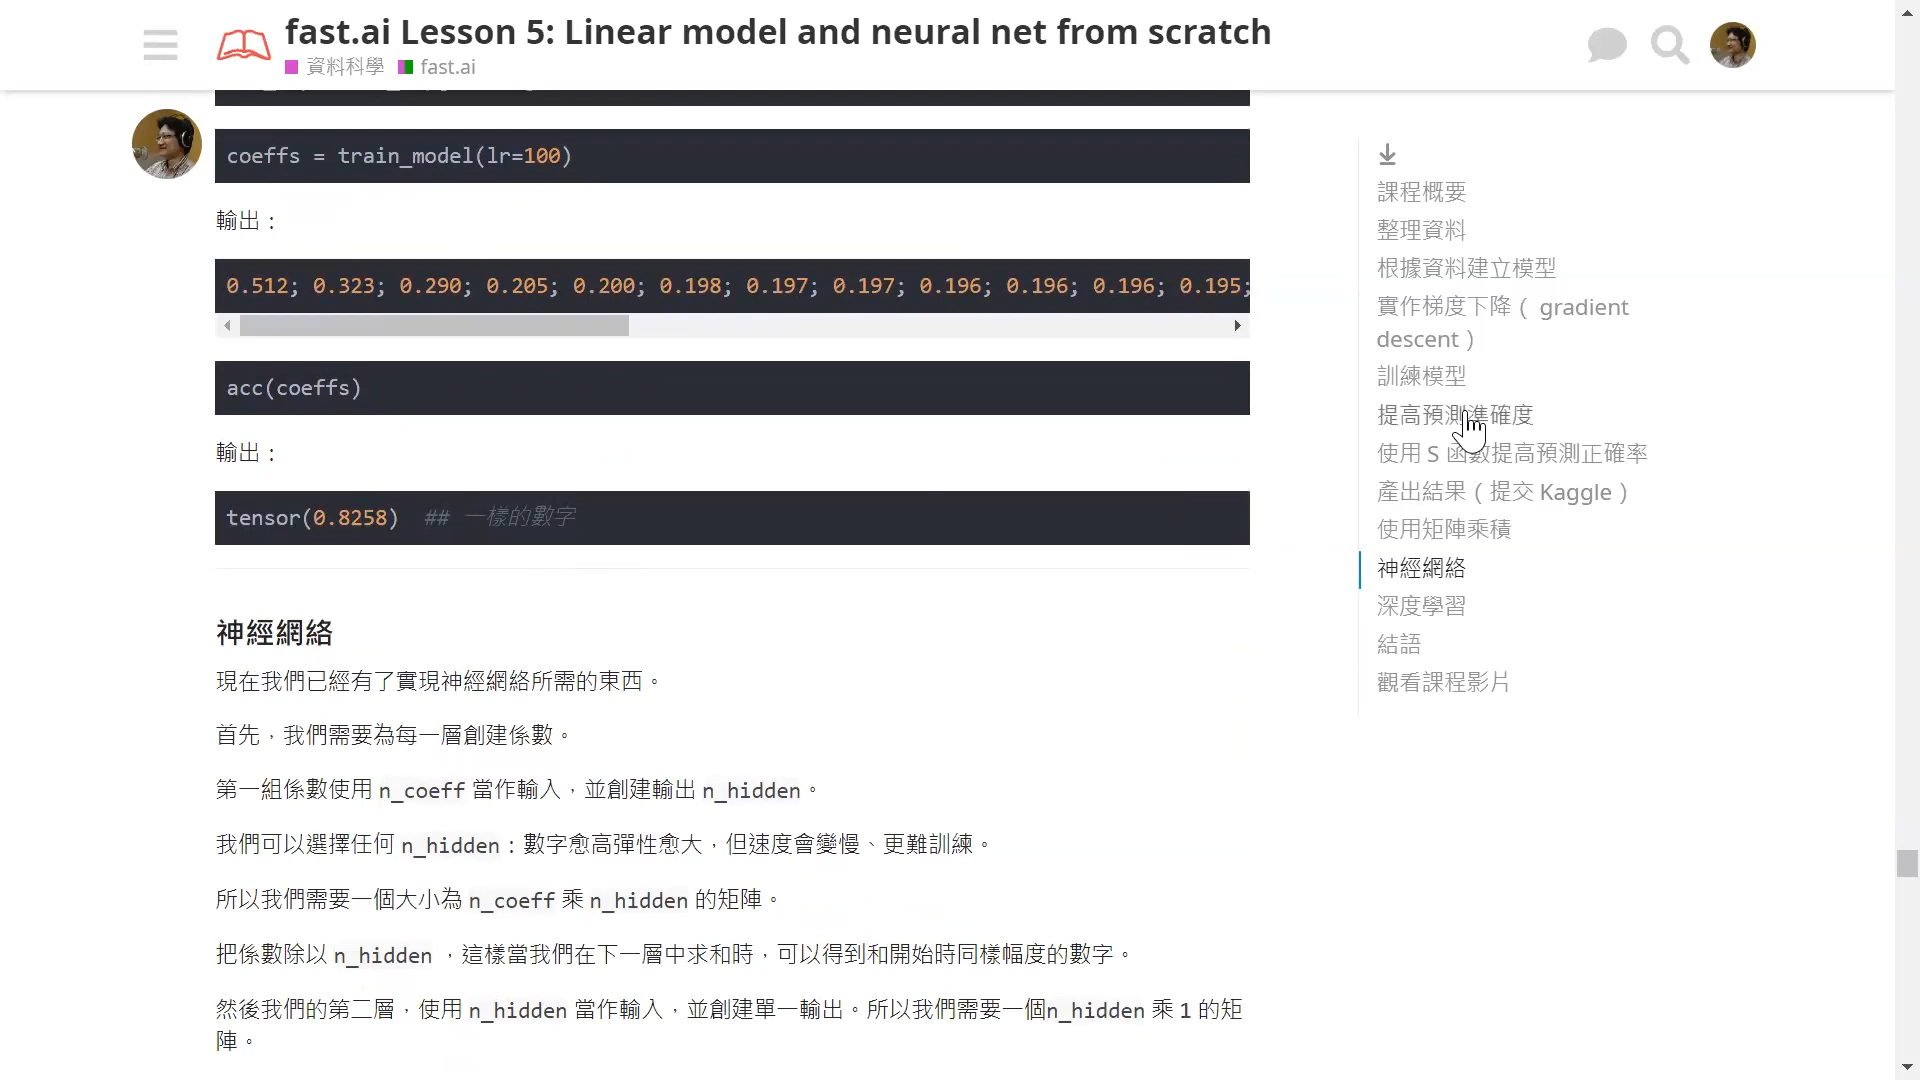 fast.ai Lesson 5: Linear model and neural net from scratch
資料科學 fast.ai
coeffs = train_model(lr=100)
輸出：
0.512; 0.323; 0.290; 0.205; 0.200; 0.198; 0.197; 0.197; 0.196; 0.196; 0.196; 0.195;
acc(coeffs)
輸出：
tensor(0.8258)  ## 一樣的數字
神經網絡
現在我們已經有了實現神經網絡所需的東西。
首先，我們需要為每一層創建係數。
第一組係數使用 n_coeff 當作輸入，並創建輸出 n_hidden。
我們可以選擇任何 n_hidden：數字愈高彈性愈大，但速度會變慢、更難訓練。
所以我們需要一個大小為 n_coeff 乘 n_hidden 的矩陣。
把係數除以 n_hidden ，這樣當我們在下一層中求和時，可以得到和開始時同樣幅度的數字。
然後我們的第二層，使用 n_hidden 當作輸入，並創建單一輸出。所以我們需要一個n_hidden 乘 1 的矩
陣。
課程概要
整理資料
根據資料建立模型
實作梯度下降（ gradient
descent）
訓練模型
提高預測準確度
使用 S 函數提高預測正確率
產出結果（提交 Kaggle）
使用矩陣乘積
神經網絡
深度學習
結語
觀看課程影片